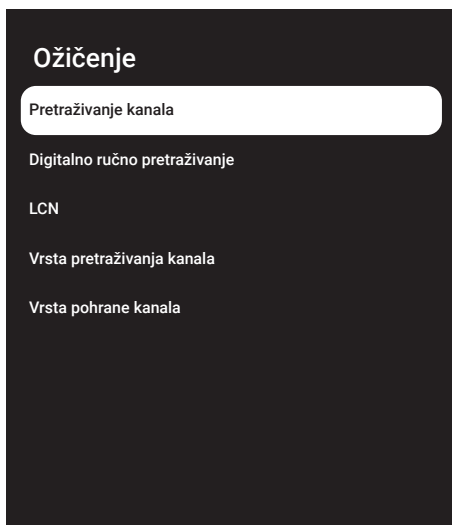 Ožičenje
Pretraživanje kanala
Digitalno ručno pretraživanje
LCN
Vrsta pretraživanja kanala
Vrsta pohrane kanala